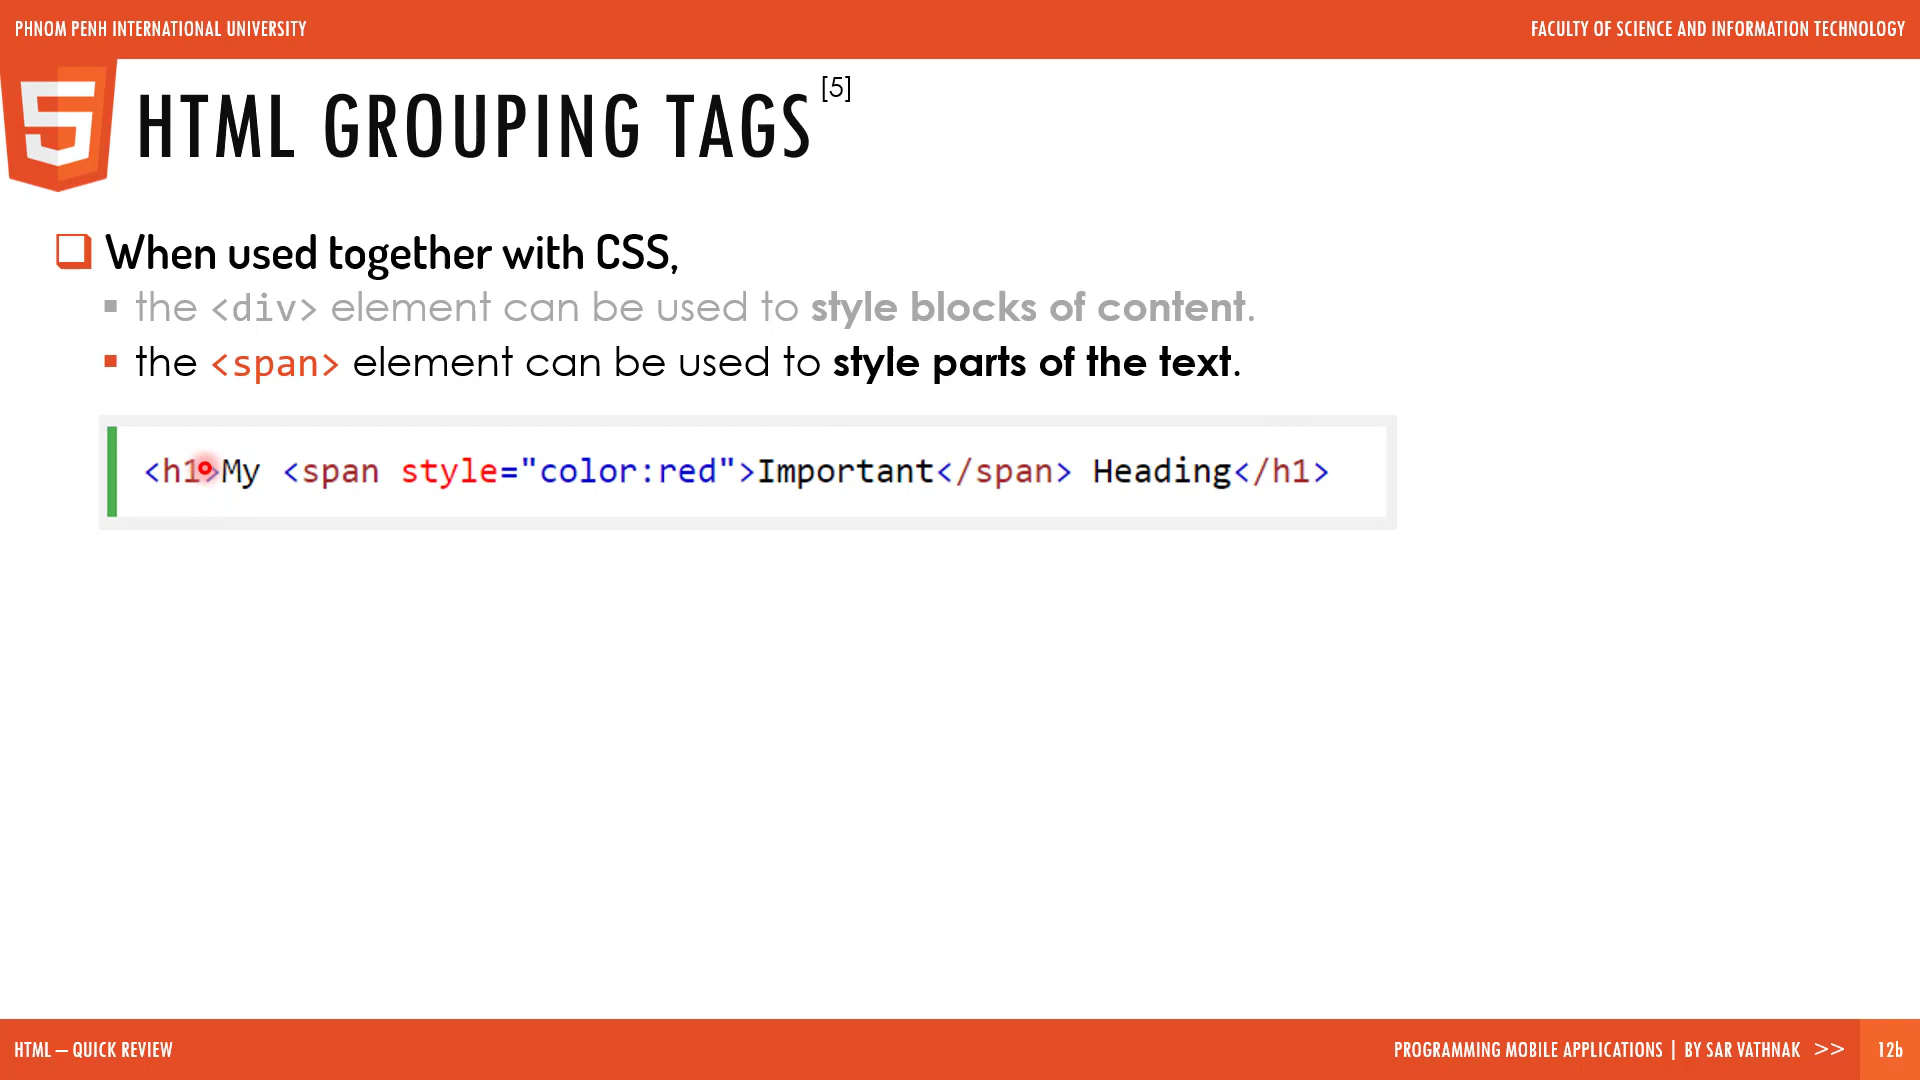 PHNOM PENH INTERNATIONAL UNIVERSITY
FACULTY OF SCIENCE AND INFORMATION TECHNOLOGY
HTML GROUPING TAGS [5]
When used together with CSS,
the <div> element can be used to style blocks of content.
the <span> element can be used to style parts of the text.
<h1>My <span style="color:red">Important</span> Heading</h1>
HTML – QUICK REVIEW
PROGRAMMING MOBILE APPLICATIONS | BY SAR VATHNAK >> 12b